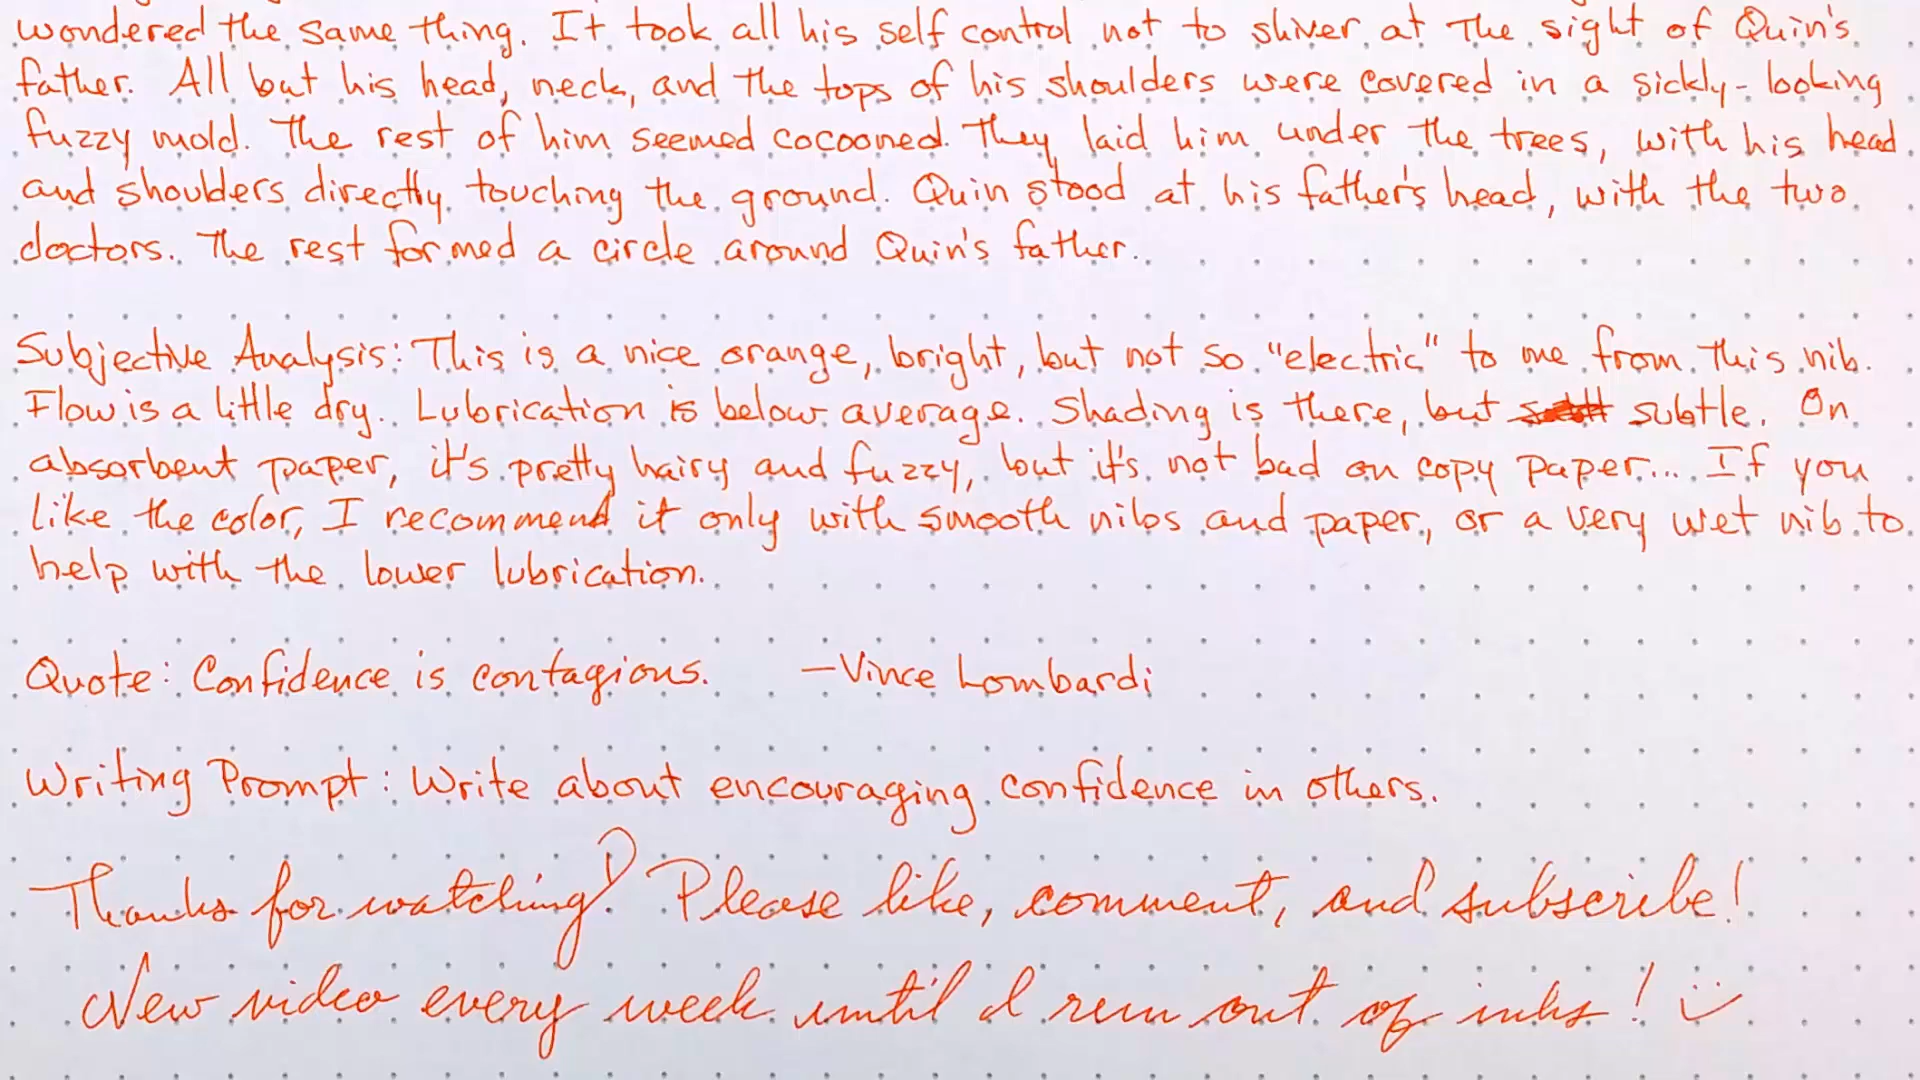 wondered the same thing. It took all his self control not to shiver at the sight of Quin's
father. All but his head, neck, and the tops of his shoulders were covered in a sickly-looking
fuzzy mold. The rest of him seemed cocooned. They laid him under the trees, with his head
and shoulders directly touching the ground. Quin stood at his father's head, with the two
doctors. The rest formed a circle around Quin's father.
Subjective Analysis: This is a nice orange, bright, but not so "electric" to me from this nib.
Flow is a little dry. Lubrication is below average. Shading is there, but subtle. On
absorbent paper, it's pretty hairy and fuzzy, but it's not bad on copy paper... If you
like the color, I recommend it only with smooth nibs and paper, or a very wet nib to
help with the lower lubrication.
Quote: Confidence is contagious. —Vince Lombardi
Writing Prompt: Write about encouraging confidence in others.
Thanks for watching! Please like, comment, and subscribe!
New video every week until I run out of inks! :)